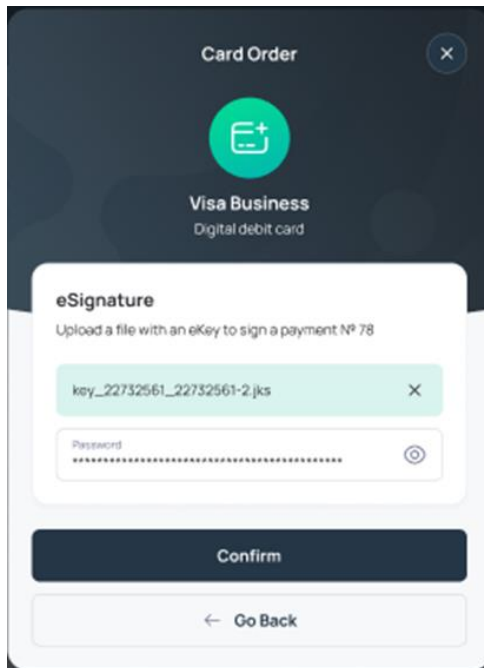 Card Order
Visa Business
Digital debit card
eSignature
Upload a file with an eKey to sign a payment № 78
key_22732561_22732561-2.jks
Password
********************************************
Confirm
← Go Back